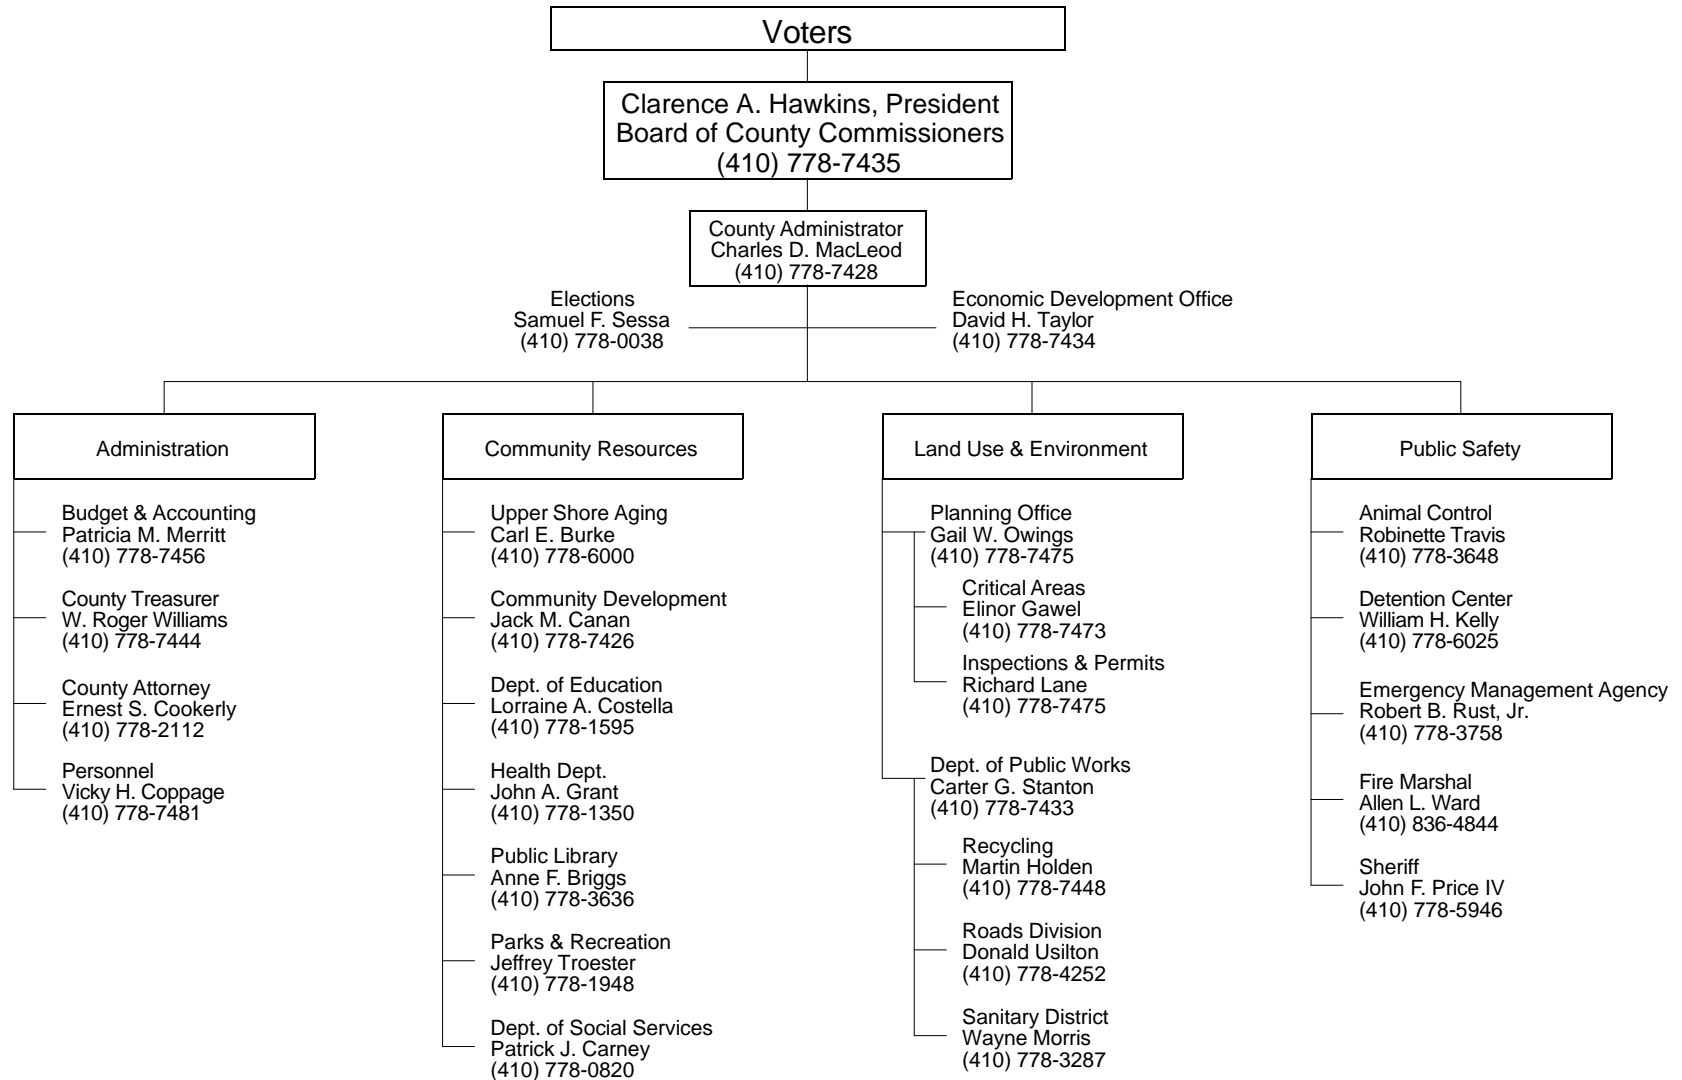 Voters
Clarence A. Hawkins, President
Board of County Commissioners
(410) 778-7435
County Administrator
Charles D. MacLeod
(410) 778-7428
Elections
Samuel F. Sessa
(410) 778-0038
Economic Development Office
David H. Taylor
(410) 778-7434
Administration
Budget & Accounting
Patricia M. Merritt
(410) 778-7456
County Treasurer
W. Roger Williams
(410) 778-7444
County Attorney
Ernest S. Cookerly
(410) 778-2112
Personnel
Vicky H. Coppage
(410) 778-7481
Community Resources
Upper Shore Aging
Carl E. Burke
(410) 778-6000
Community Development
Jack M. Canan
(410) 778-7426
Dept. of Education
Lorraine A. Costella
(410) 778-1595
Health Dept.
John A. Grant
(410) 778-1350
Public Library
Anne F. Briggs
(410) 778-3636
Parks & Recreation
Jeffrey Troester
(410) 778-1948
Dept. of Social Services
Patrick J. Carney
(410) 778-0820
Land Use & Environment
Planning Office
Gail W. Owings
(410) 778-7475
Critical Areas
Elinor Gawel
(410) 778-7473
Inspections & Permits
Richard Lane
(410) 778-7475
Dept. of Public Works
Carter G. Stanton
(410) 778-7433
Recycling
Martin Holden
(410) 778-7448
Roads Division
Donald Usilton
(410) 778-4252
Sanitary District
Wayne Morris
(410) 778-3287
Public Safety
Animal Control
Robinette Travis
(410) 778-3648
Detention Center
William H. Kelly
(410) 778-6025
Emergency Management Agency
Robert B. Rust, Jr.
(410) 778-3758
Fire Marshal
Allen L. Ward
(410) 836-4844
Sheriff
John F. Price IV
(410) 778-5946